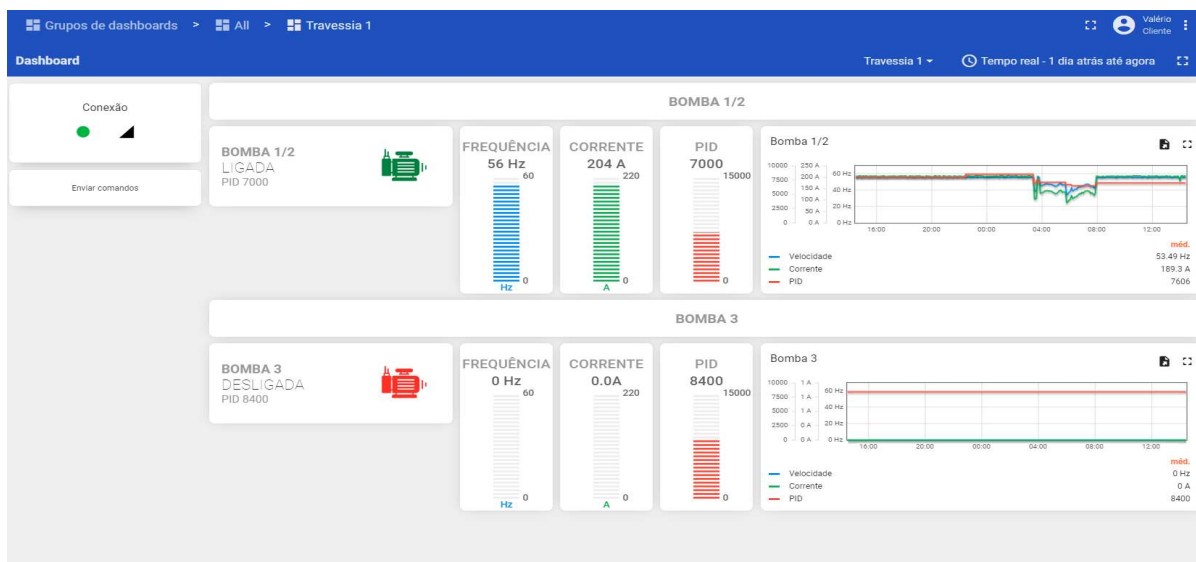 Grupos de dashboards > All > Travessia 1
Valério
Cliente
Dashboard
Travessia 1
Tempo real - 1 dia atrás até agora
Conexão
Enviar comandos
BOMBA 1/2
BOMBA 1/2
LIGADA
PID 7000
FREQUÊNCIA
56 Hz
60
0
Hz
CORRENTE
204 A
220
0
A
PID
7000
15000
0
Bomba 1/2
10000 250 A 60 Hz
7500 200 A
150 A 40 Hz
5000 100 A
2500 50 A 20 Hz
0 0 A 0 Hz
16:00 20:00 00:00 04:00 08:00 12:00
méd.
Velocidade 53.49 Hz
Corrente 189.3 A
PID 7606
BOMBA 3
BOMBA 3
DESLIGADA
PID 8400
FREQUÊNCIA
0 Hz
60
0
Hz
CORRENTE
0.0A
220
0
A
PID
8400
15000
0
Bomba 3
10000 1 A 60 Hz
7500 1 A
5000 1 A 40 Hz
2500 0 A 20 Hz
0 0 A 0 Hz
16:00 20:00 00:00 04:00 08:00 12:00
méd.
Velocidade 0 Hz
Corrente 0 A
PID 8400